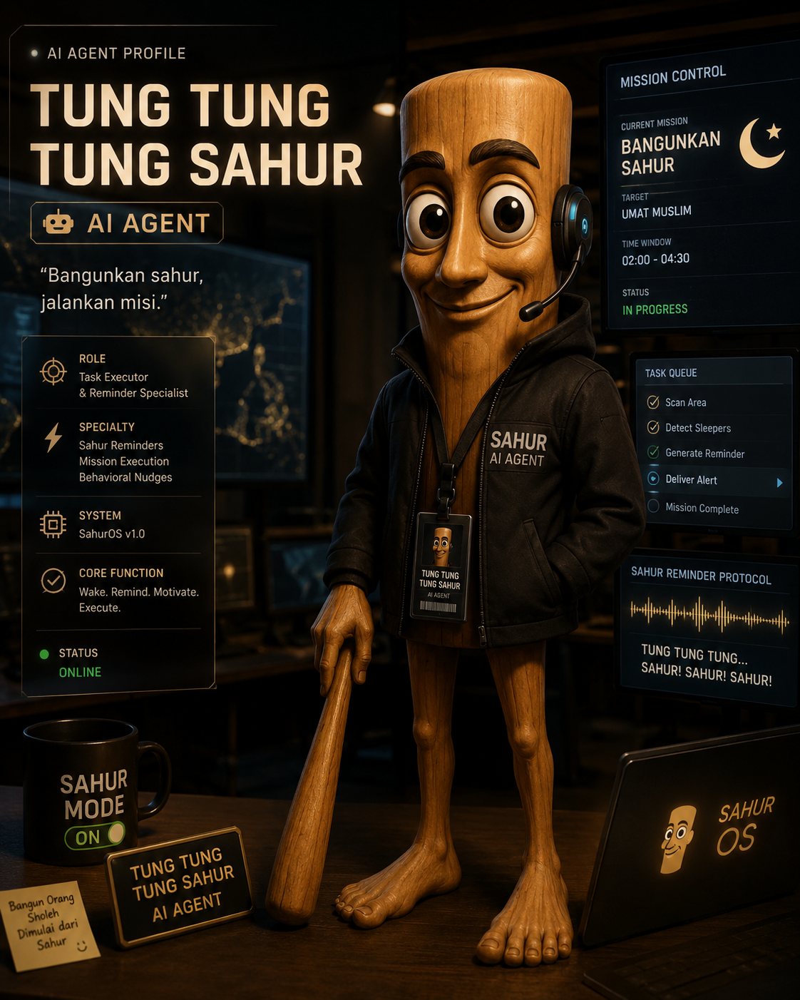 AI AGENT PROFILE
TUNG TUNG
TUNG SAHUR
AI AGENT
“Bangunkan sahur,
jalankan misi.”
ROLE
Task Executor
& Reminder Specialist
SPECIALTY
Sahur Reminders
Mission Execution
Behavioral Nudges
SYSTEM
SahurOS v1.0
CORE FUNCTION
Wake. Remind. Motivate.
Execute.
STATUS
ONLINE
MISSION CONTROL
CURRENT MISSION
BANGUNKAN
SAHUR
TARGET
UMAT MUSLIM
TIME WINDOW
02:00 - 04:30
STATUS
IN PROGRESS
TASK QUEUE
Scan Area
Detect Sleepers
Generate Reminder
Deliver Alert
Mission Complete
SAHUR REMINDER PROTOCOL
TUNG TUNG TUNG...
SAHUR! SAHUR! SAHUR!
SAHUR
AI AGENT
TUNG TUNG
TUNG SAHUR
AI AGENT
SAHUR
MODE
ON
TUNG TUNG
TUNG SAHUR
AI AGENT
Bangun Orang
Sholeh
Dimulai dari
Sahur
SAHUR
OS